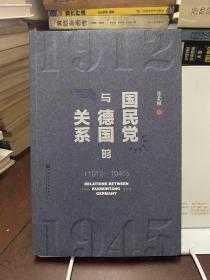 1912
国民党
与德国的
关系
(1912—1945)
RELATIONS BETWEEN
KUOMINTANG
GERMANY
1945